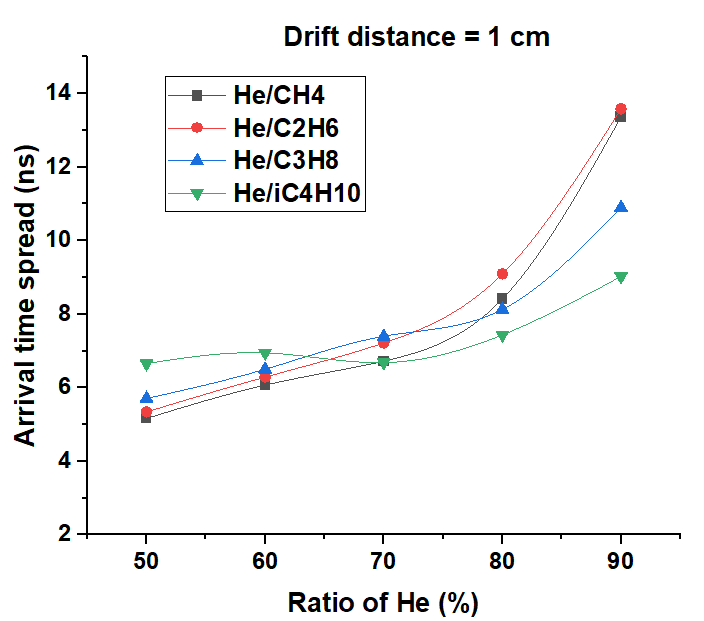 Drift distance = 1 cm
He/CH4
He/C2H6
He/C3H8
He/iC4H10
Arrival time spread (ns)
14
12
10
8
6
4
2
50 60 70 80 90
Ratio of He (%)